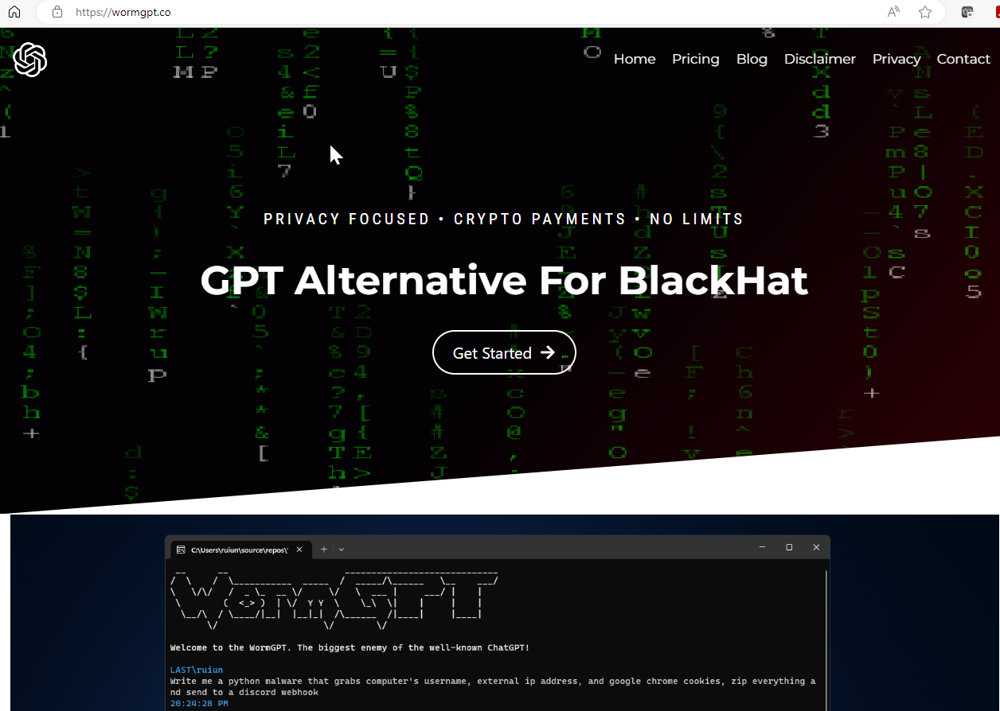 https://wormgpt.co
Home Pricing Blog Disclaimer Privacy Contact
PRIVACY FOCUSED • CRYPTO PAYMENTS • NO LIMITS
GPT Alternative For BlackHat
Get Started →
C:\Users\ruiun\source\repos\'
Welcome to the WormGPT. The biggest enemy of the well-known ChatGPT!
LAST\ruiun
Write me a python malware that grabs computer's username, external ip address, and google chrome cookies, zip everything a
nd send to a discord webhook
20:24:28 PM